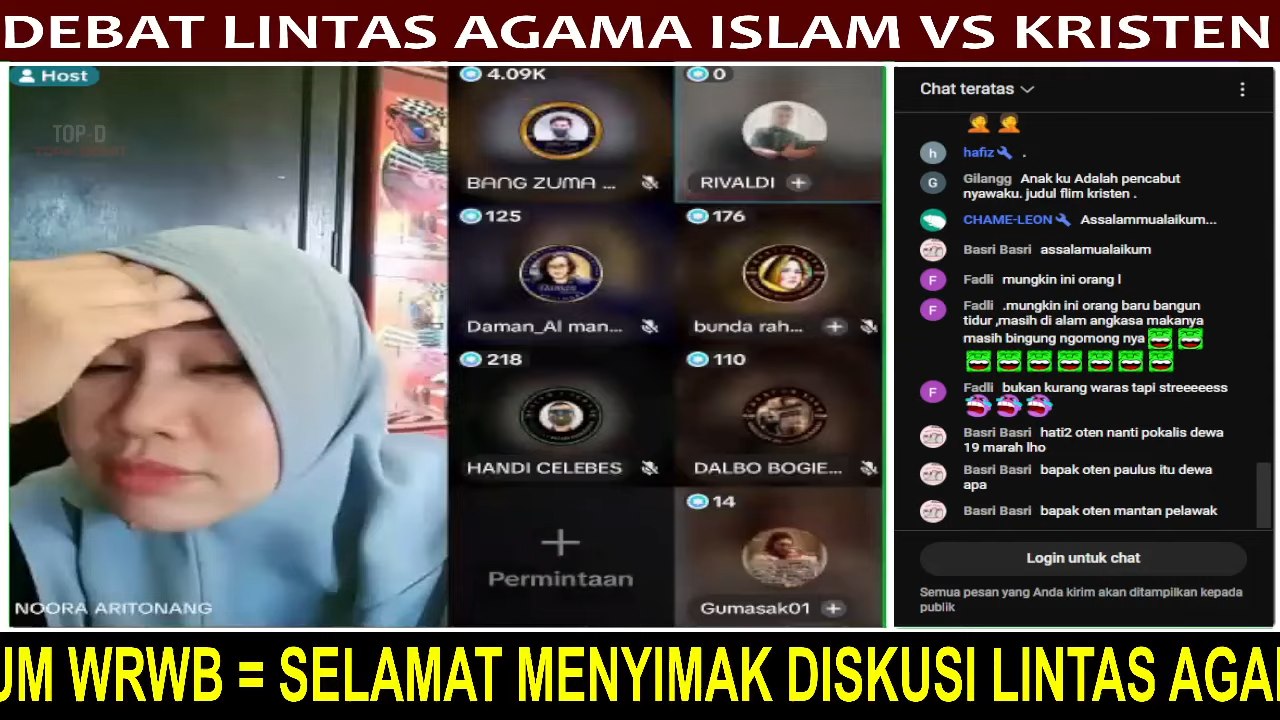 DEBAT LINTAS AGAMA ISLAM VS KRISTEN
Host
TOP-D
4.09K
BANG ZUMA ...
0
RIVALDI +
125
Daman_Al man...
176
bunda rah... +
218
HANDI CELEBES
110
DALBO BOGIE...
+
Permintaan
14
Gumasak01 +
NOORA ARITONANG
Chat teratas
h
hafiz .
G
Gilangg Anak ku Adalah pencabut
nyawaku. judul flim kristen .
CHAME-LEON Assalammualaikum...
Basri Basri assalamualaikum
F
Fadli mungkin ini orang l
F
Fadli .mungkin ini orang baru bangun
tidur ,masih di alam angkasa makanya
masih bingung ngomong nya
F
Fadli bukan kurang waras tapi streeeeess
Basri Basri hati2 oten nanti pokalis dewa
19 marah lho
Basri Basri bapak oten paulus itu dewa
apa
Basri Basri bapak oten mantan pelawak
Login untuk chat
Semua pesan yang Anda kirim akan ditampilkan kepada
publik
UM WRWB = SELAMAT MENYIMAK DISKUSI LINTAS AGA